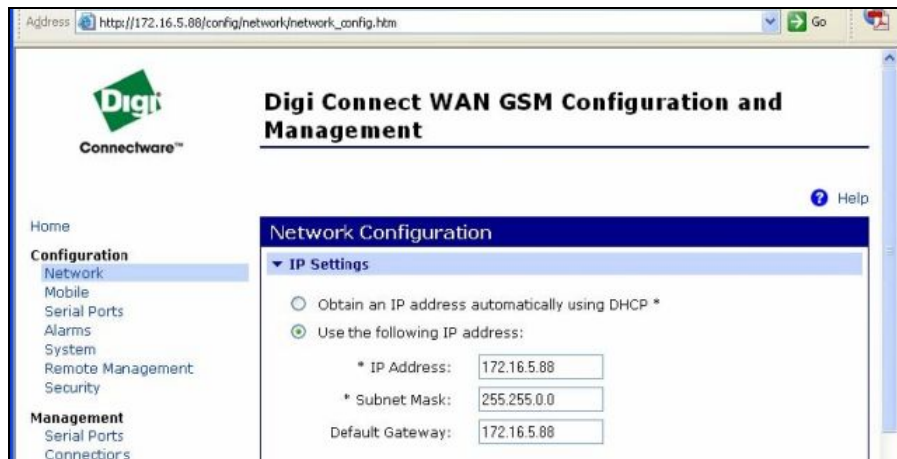 Address http://172.16.5.88/config/network/network_config.htm Go
Digi
Connectware™
Digi Connect WAN GSM Configuration and
Management
Help
Home
Configuration
Network
Mobile
Serial Ports
Alarms
System
Remote Management
Security
Management
Serial Ports
Connections
Network Configuration
IP Settings
Obtain an IP address automatically using DHCP *
Use the following IP address:
* IP Address: 172.16.5.88
* Subnet Mask: 255.255.0.0
Default Gateway: 172.16.5.88